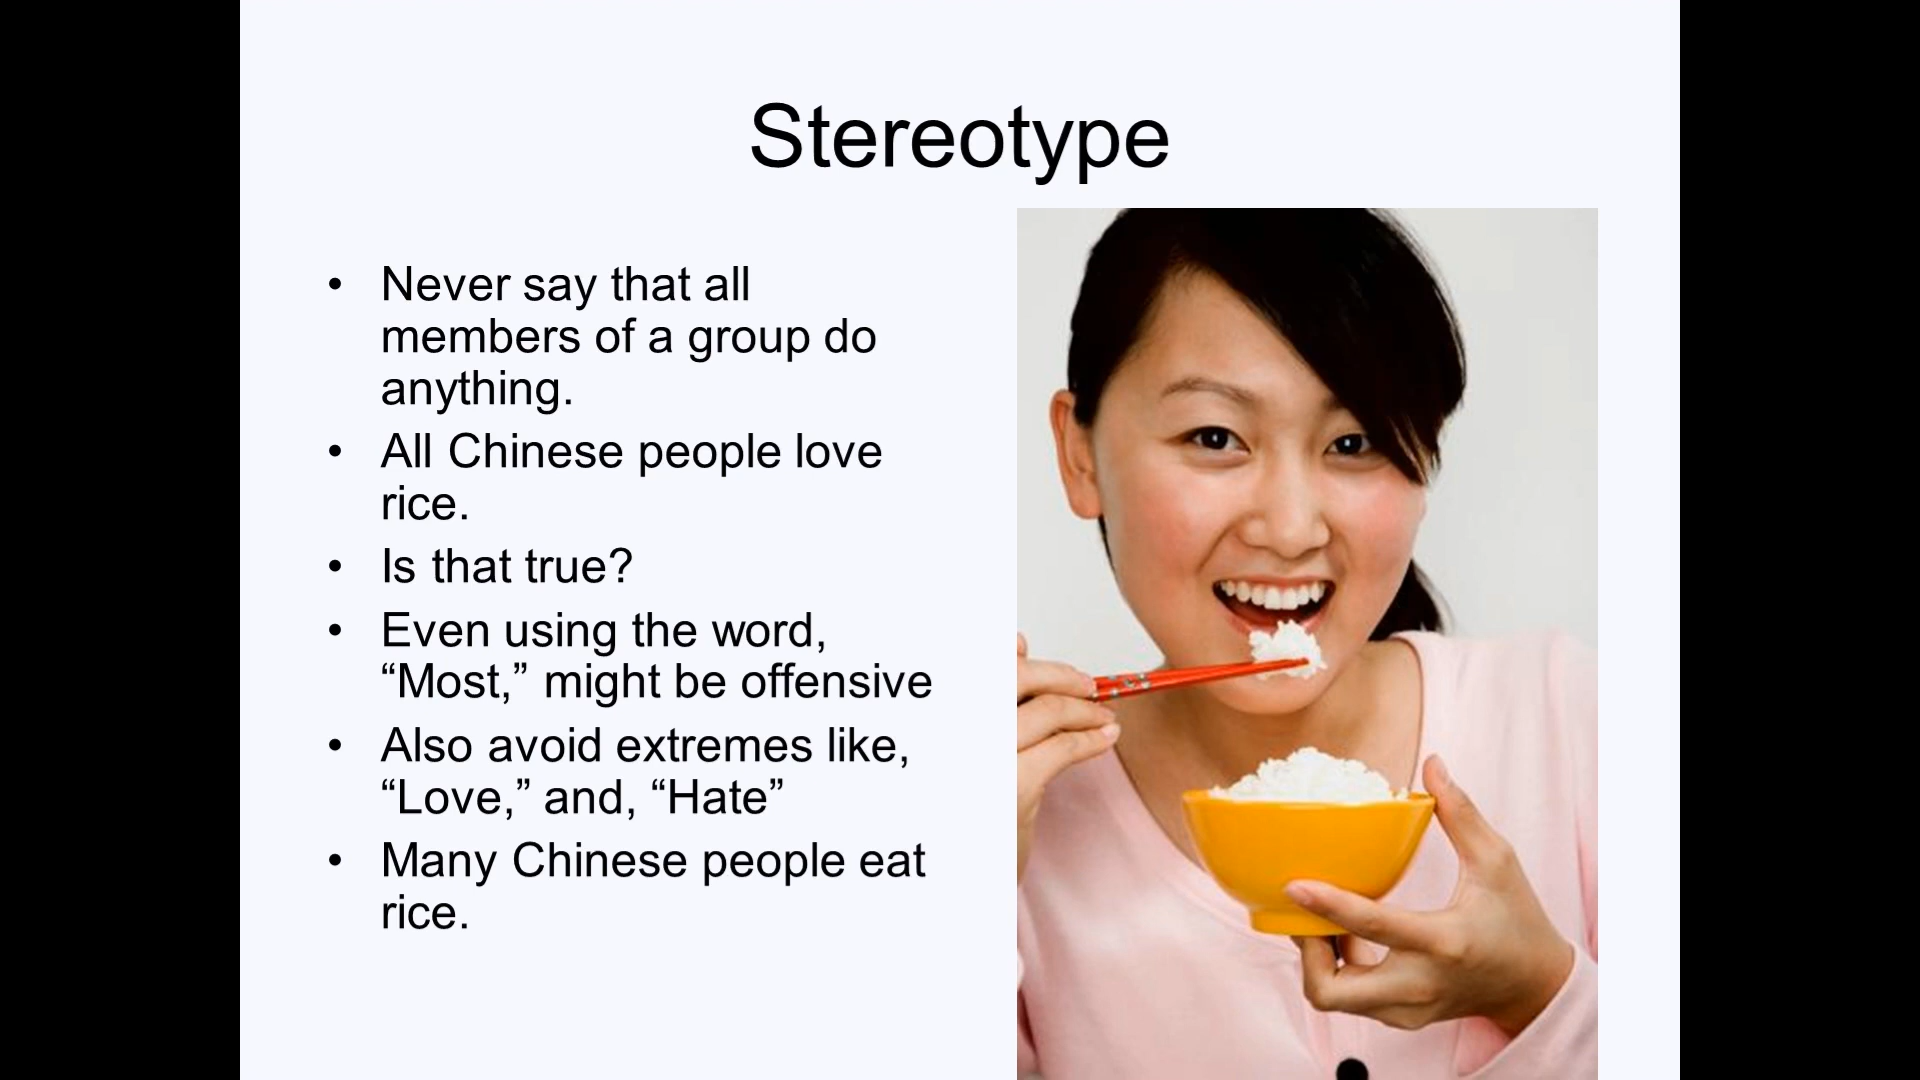 Stereotype
• Never say that all
members of a group do
anything.
• All Chinese people love
rice.
• Is that true?
• Even using the word,
“Most,” might be offensive
• Also avoid extremes like,
“Love,” and, “Hate”
• Many Chinese people eat
rice.